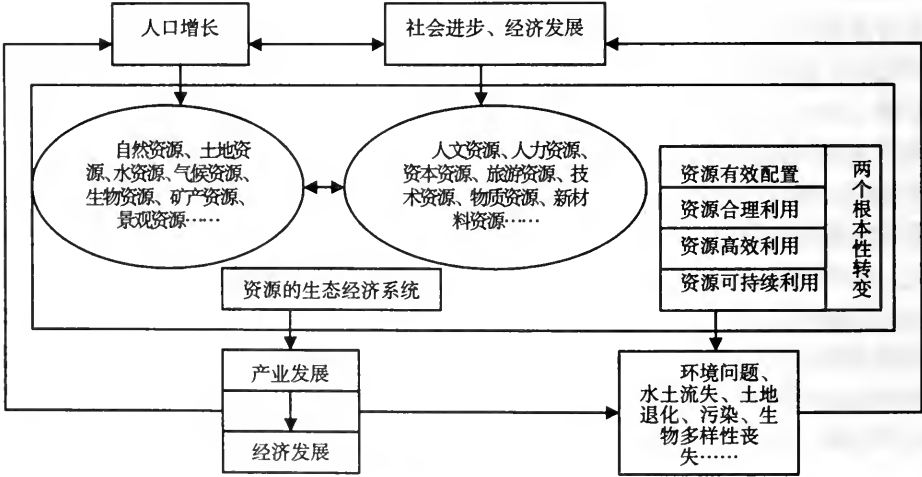 人口增长
社会进步、经济发展
自然资源、土地资
源、水资源、气候资源、
生物资源、矿产资源、
景观资源……
人文资源、人力资源、
资本资源、旅游资源、技
术资源、物质资源、新材
料资源……
资源有效配置
资源合理利用
资源高效利用
资源可持续利用
两个根本性转变
资源的生态经济系统
产业发展
经济发展
环境问题、
水土流失、土地
退化、污染、生
物多样性丧
失……